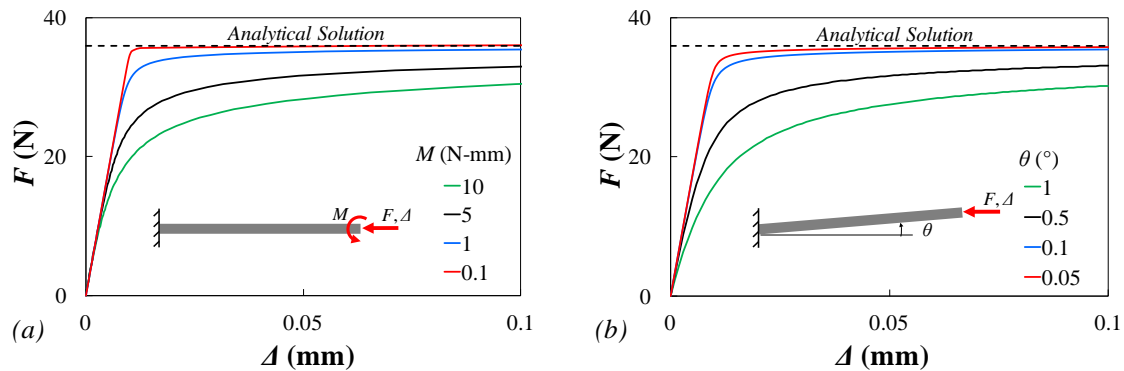 40
20
0
F (N)
Analytical Solution
M (N-mm)
10
5
1
0.1
M
F, Δ
0
0.05
0.1
Δ (mm)
(a)
40
20
0
F (N)
Analytical Solution
θ (°)
1
0.5
0.1
0.05
F, Δ
θ
0
0.05
0.1
Δ (mm)
(b)